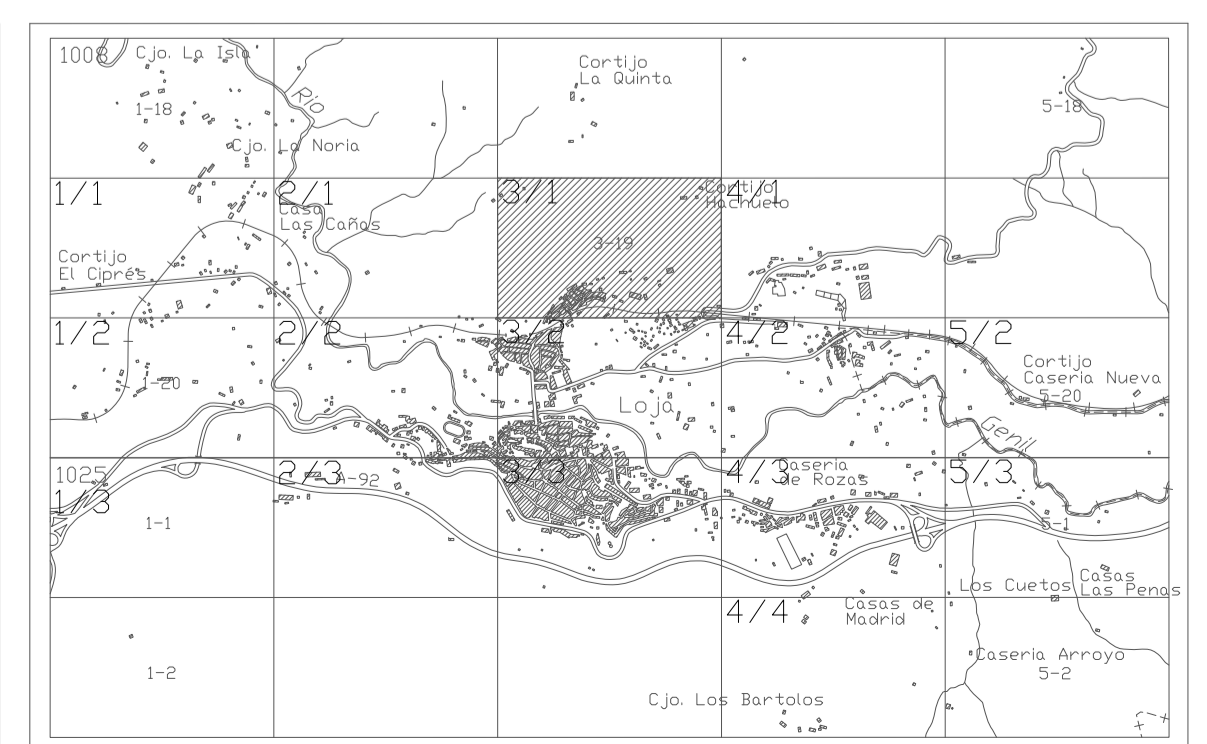 1008
Cjo. La Isla
Cortijo
La Quinta
Río
1-18
5-18
Cjo. La Noria
1/1
2/1
3/1
4/1
Cortijo
Hachuelo
Casa
Las Cañas
3-19
Cortijo
El Ciprés
1/2
2/2
3/2
4/2
5/2
Cortijo
Caseria Nueva
1-20
5-20
Loja
Genil
1025
1/3
2/3
A-92
3/3
4/3
Caseria
de Rozas
5/3
1-1
5-1
Los Cuetos
Casas
Las Penas
4/4
Casas de
Madrid
Caseria Arroyo
1-2
5-2
Cjo. Los Bartolos